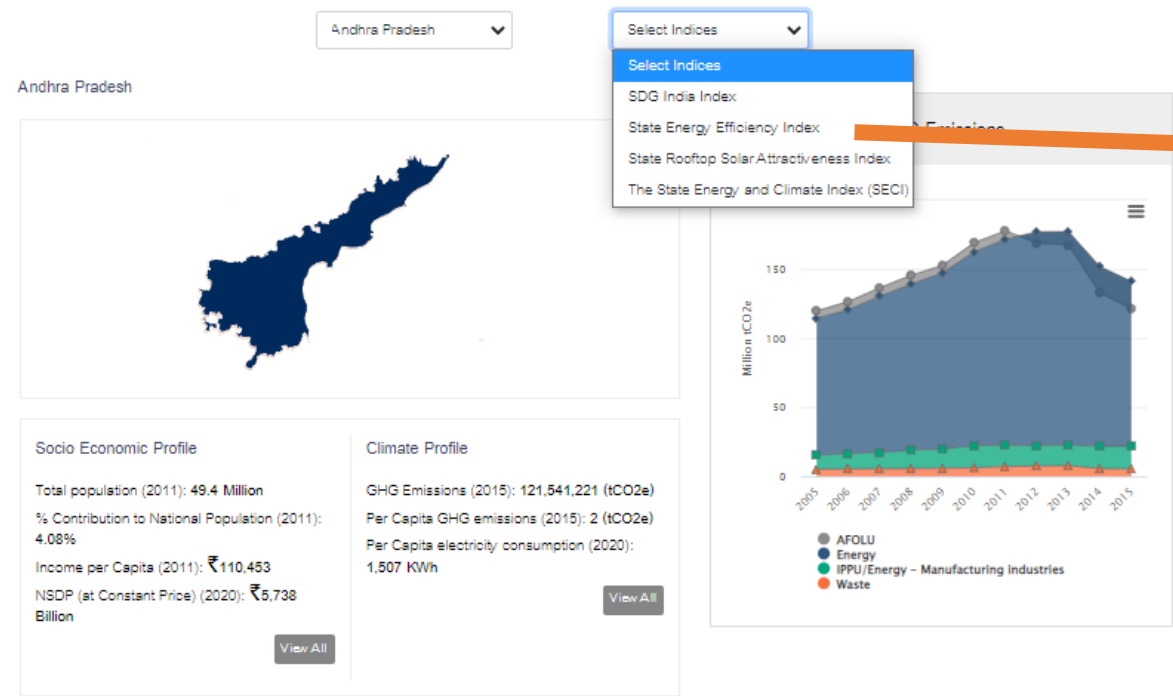 Andhra Pradesh
Select Indices
Select Indices
SDG India Index
State Energy Efficiency Index
State Rooftop Solar Attractiveness Index
The State Energy and Climate Index (SECI)
Andhra Pradesh
Emissions
150
100
50
0
Million tCO2e
2005
2006
2007
2008
2009
2010
2011
2012
2013
2014
2015
AFOLU
Energy
IPPU/Energy – Manufacturing industries
Waste
Socio Economic Profile
Total population (2011): 49.4 Million
% Contribution to National Population (2011):
4.08%
Income per Capita (2011): ₹110,453
NSDP (at Constant Price) (2020): ₹5,738
Billion
View All
Climate Profile
GHG Emissions (2015): 121,541,221 (tCO2e)
Per Capita GHG emissions (2015): 2 (tCO2e)
Per Capita electricity consumption (2020):
1,507 KWh
View All